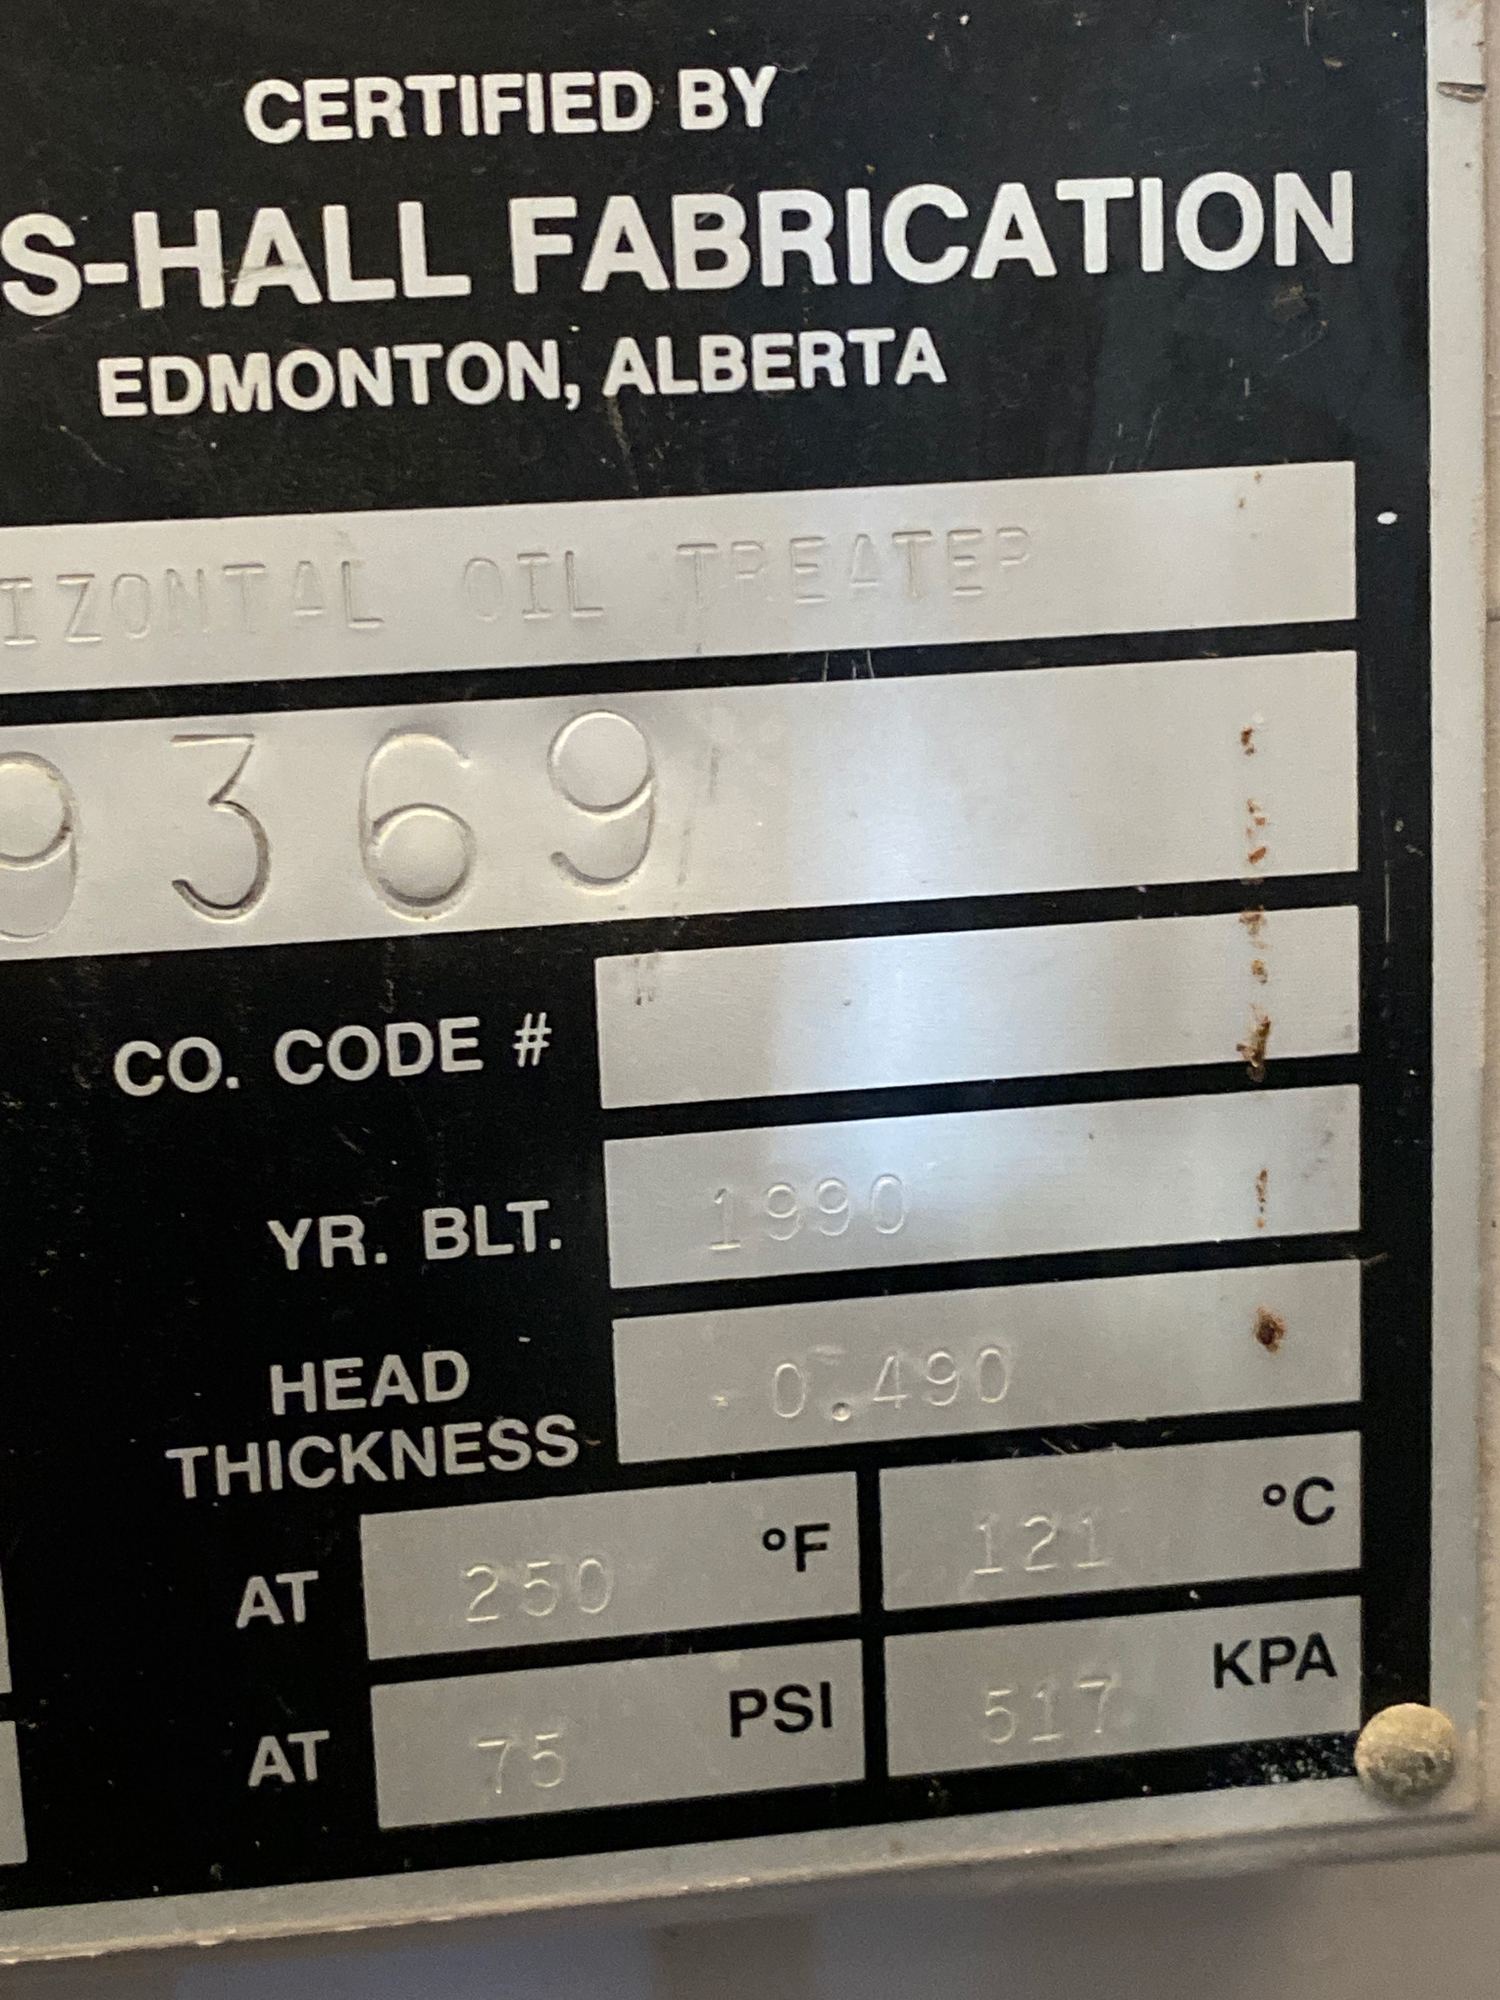 CERTIFIED BY
S-HALL FABRICATION
EDMONTON, ALBERTA
IZONTAL OIL TREATER
9369
CO. CODE #
YR. BLT. 1990
HEAD THICKNESS 0.490
AT 250 °F 121 °C
AT 75 PSI 517 KPA